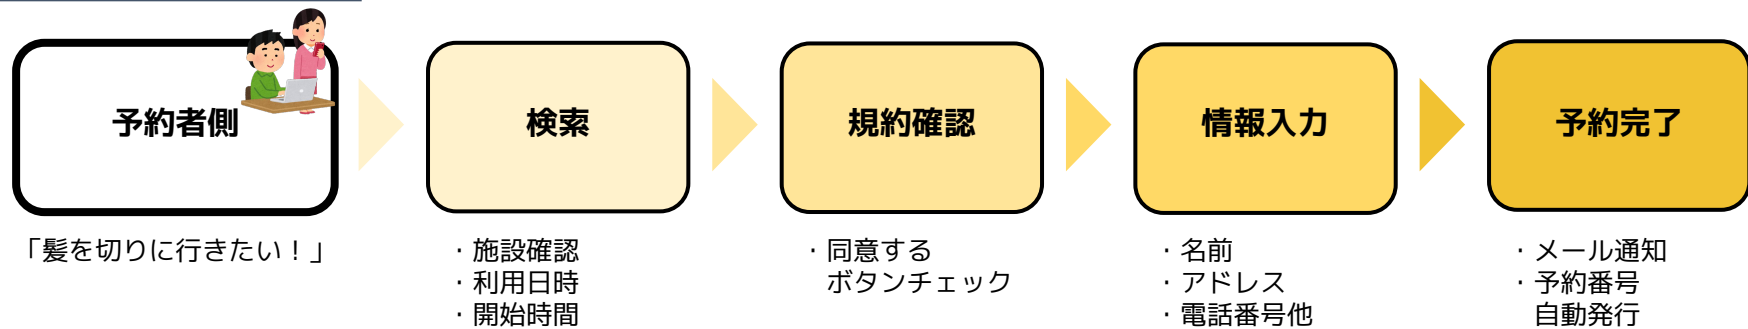 予約者側
「髪を切りに行きたい！」
検索
・施設確認
・利用日時
・開始時間
規約確認
・同意する
ボタンチェック
情報入力
・名前
・アドレス
・電話番号他
予約完了
・メール通知
・予約番号
自動発行